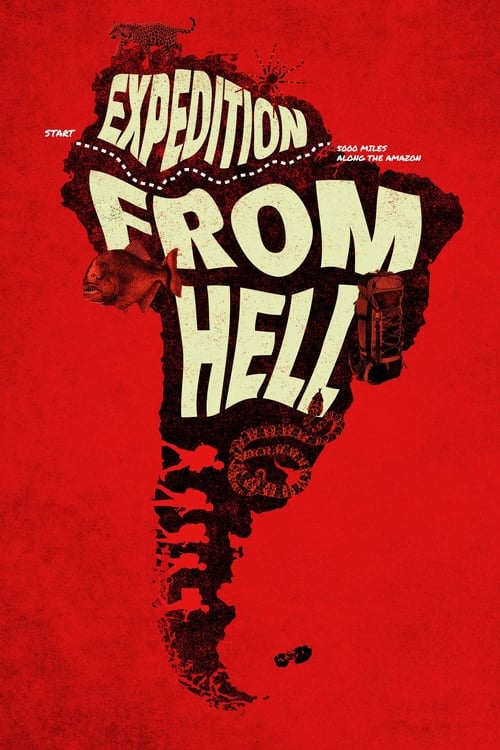 EXPEDITION
START
5000 MILES
ALONG THE AMAZON
FROM
HELL